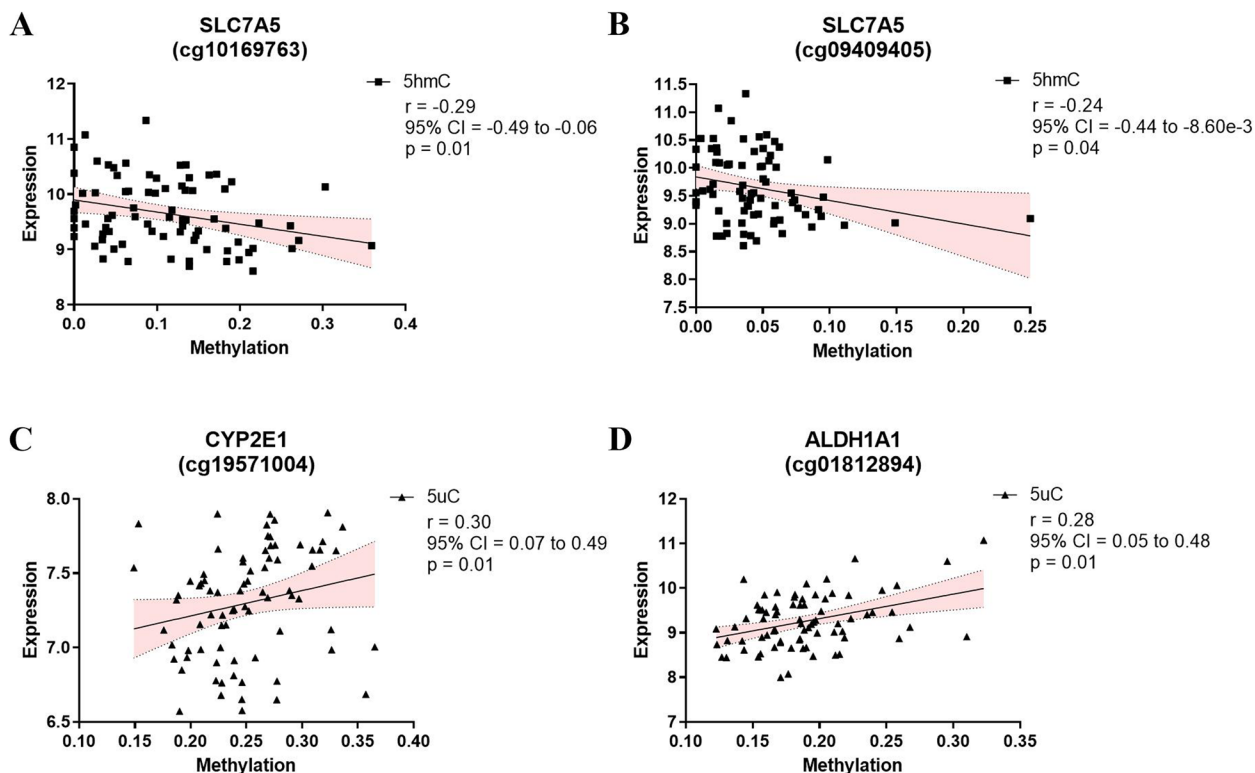 A
SLC7A5
(cg10169763)
5hmC
r = -0.29
95% CI = -0.49 to -0.06
p = 0.01
12
11
10
9
8
Expression
0.0
0.1
0.2
0.3
0.4
Methylation
B
SLC7A5
(cg09409405)
5hmC
r = -0.24
95% CI = -0.44 to -8.60e-3
p = 0.04
11.5
11.0
10.5
10.0
9.5
9.0
8.5
8.0
7.5
Expression
0.00
0.05
0.10
0.15
0.20
0.25
Methylation
C
CYP2E1
(cg19571004)
5uC
r = 0.30
95% CI = 0.07 to 0.49
p = 0.01
8.0
7.5
7.0
6.5
Expression
0.10
0.15
0.20
0.25
0.30
0.35
0.40
Methylation
D
ALDH1A1
(cg01812894)
5uC
r = 0.28
95% CI = 0.05 to 0.48
p = 0.01
12
11
10
9
8
7
Expression
0.10
0.15
0.20
0.25
0.30
0.35
Methylation